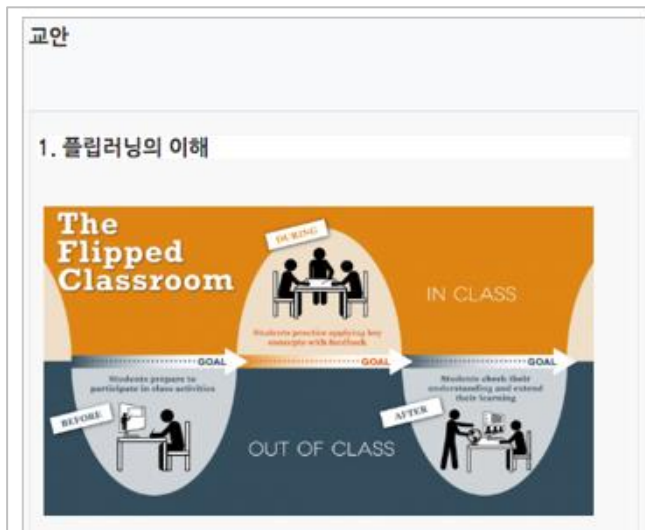 교안
1. 플립러닝의 이해
The
Flipped
Classroom
DURING
IN CLASS
Students practice applying key
concepts with feedback
GOAL
GOAL
GOAL
Students prepare to
participate in class activities
Students check their
understanding and extend
their learning
BEFORE
AFTER
OUT OF CLASS